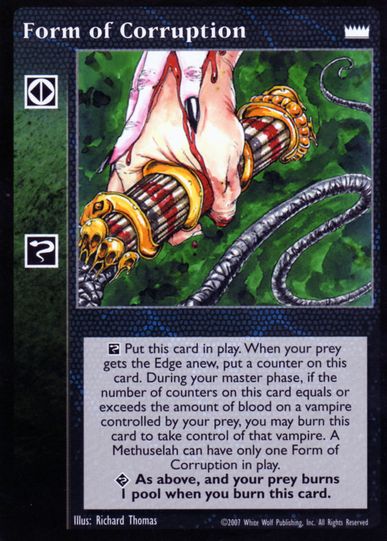 Form of Corruption
Put this card in play. When your prey
gets the Edge anew, put a counter on this
card. During your master phase, if the
number of counters on this card equals or
exceeds the amount of blood on a vampire
controlled by your prey, you may burn this
card to take control of that vampire. A
Methuselah can have only one Form of
Corruption in play.
As above, and your prey burns
1 pool when you burn this card.
Illus: Richard Thomas
©2007 White Wolf Publishing, Inc. All Rights Reserved